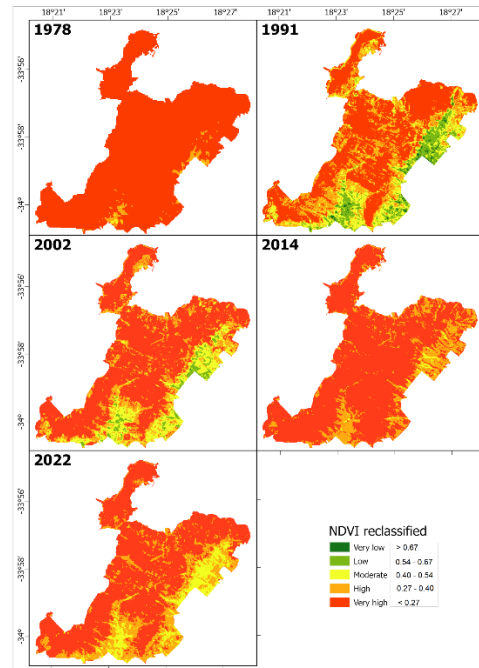 18°21' 18°23' 18°25' 18°27' 18°21' 18°23' 18°25' 18°27'
1978 1991
-33°56'
-33°58'
-34°
2002 2014
-33°56'
-33°58'
-34°
2022
-33°56'
-33°58'
-34°
NDVI reclassified
Very low > 0.67
Low 0.54 - 0.67
Moderate 0.40 - 0.54
High 0.27 - 0.40
Very high < 0.27